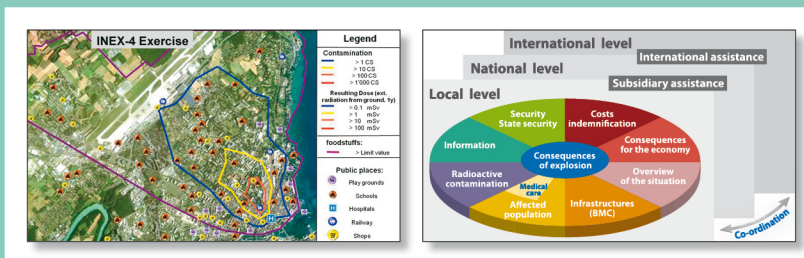 INEX-4 Exercise
Legend
Contamination
> 1 CS
> 10 CS
> 100 CS
> 1'000 CS
Resulting Dose (ext.
radiation from ground, 1y)
> 0.1 mSv
> 1 mSv
> 10 mSv
> 100 mSv
foodstuffs:
> Limit value
Public places:
Play grounds
Schools
Hospitals
Railway
Shops
International level
International assistance
National level
Subsidiary assistance
Local level
Security
State security
Costs
indemnification
Information
Consequences
for the economy
Consequences
of explosion
Radioactive
contamination
Overview
of the situation
Medical
care
Affected
population
Infrastructures
(BMC)
Co-ordination